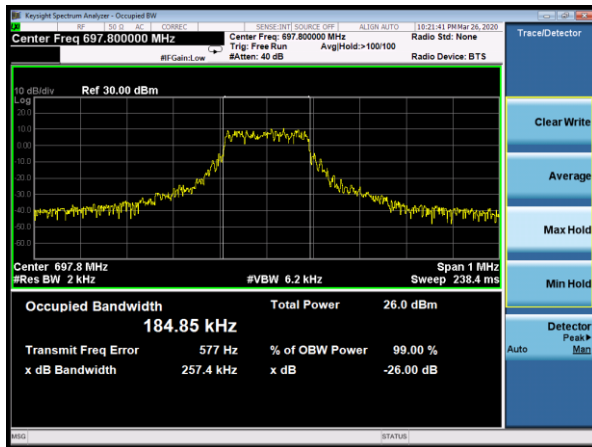 Keysight Spectrum Analyzer - Occupied BW
RF 50 Ω AC CORREC SENSE:INT SOURCE OFF ALIGN AUTO 10:21:41 PM Mar 26, 2020
Center Freq 697.800000 MHz Center Freq: 697.800000 MHz Radio Std: None
Trig: Free Run Avg|Hold:>100/100
#IFGain:Low #Atten: 40 dB Radio Device: BTS
Trace/Detector
10 dB/div Ref 30.00 dBm
Log
20.0
10.0
0.00
-10.0
-20.0
-30.0
-40.0
-50.0
-60.0
Center 697.8 MHz Span 1 MHz
#Res BW 2 kHz #VBW 6.2 kHz Sweep 238.4 ms
Occupied Bandwidth Total Power 26.0 dBm
184.85 kHz
Transmit Freq Error 577 Hz % of OBW Power 99.00 %
x dB Bandwidth 257.4 kHz x dB -26.00 dB
Clear Write
Average
Max Hold
Min Hold
Detector
Peak▶
Auto Man
MSG STATUS